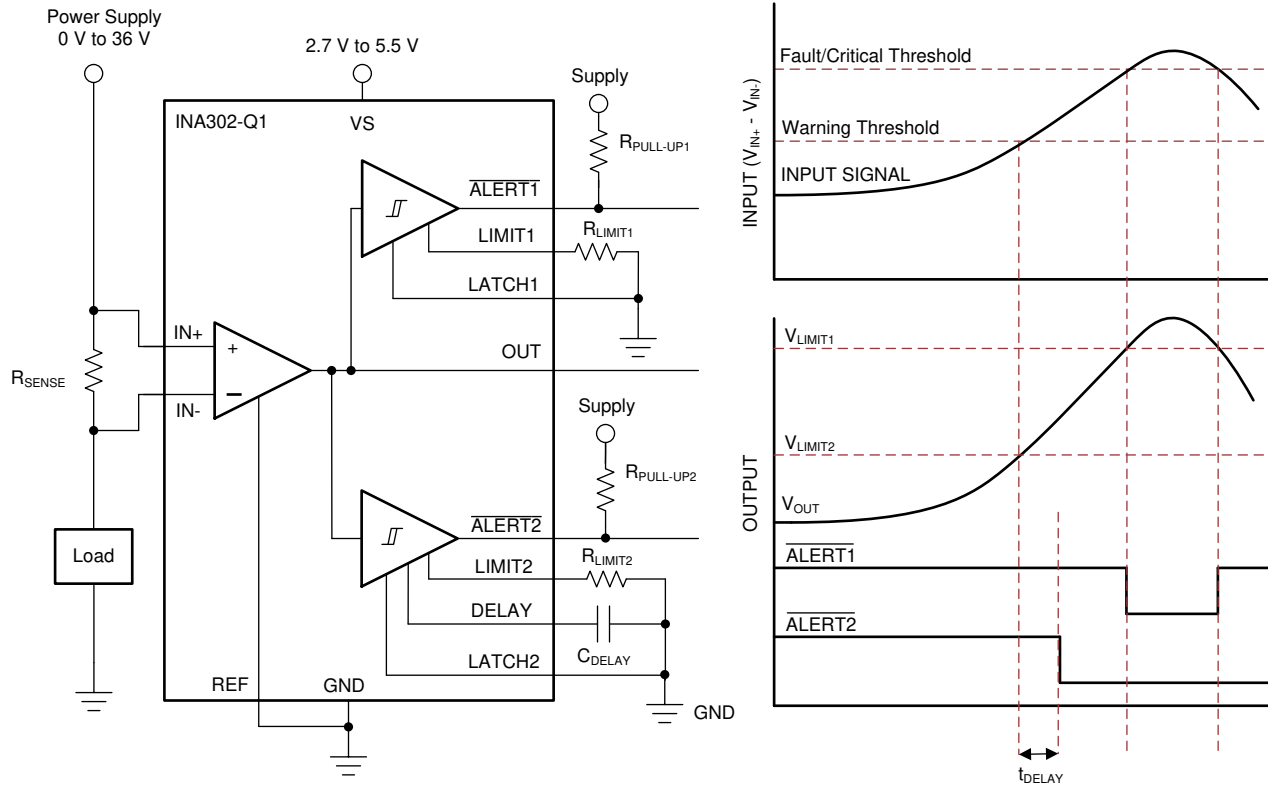 Power Supply
0 V to 36 V
2.7 V to 5.5 V
Supply
INA302-Q1
VS
RPULL-UP1
ALERT1
LIMIT1
RLIMIT1
LATCH1
IN+
+
OUT
RSENSE
IN-
Supply
RPULL-UP2
ALERT2
LIMIT2
RLIMIT2
Load
DELAY
CDELAY
LATCH2
REF
GND
GND
INPUT (VIN+ - VIN-)
Fault/Critical Threshold
Warning Threshold
INPUT SIGNAL
OUTPUT
VLIMIT1
VLIMIT2
VOUT
ALERT1
ALERT2
tDELAY